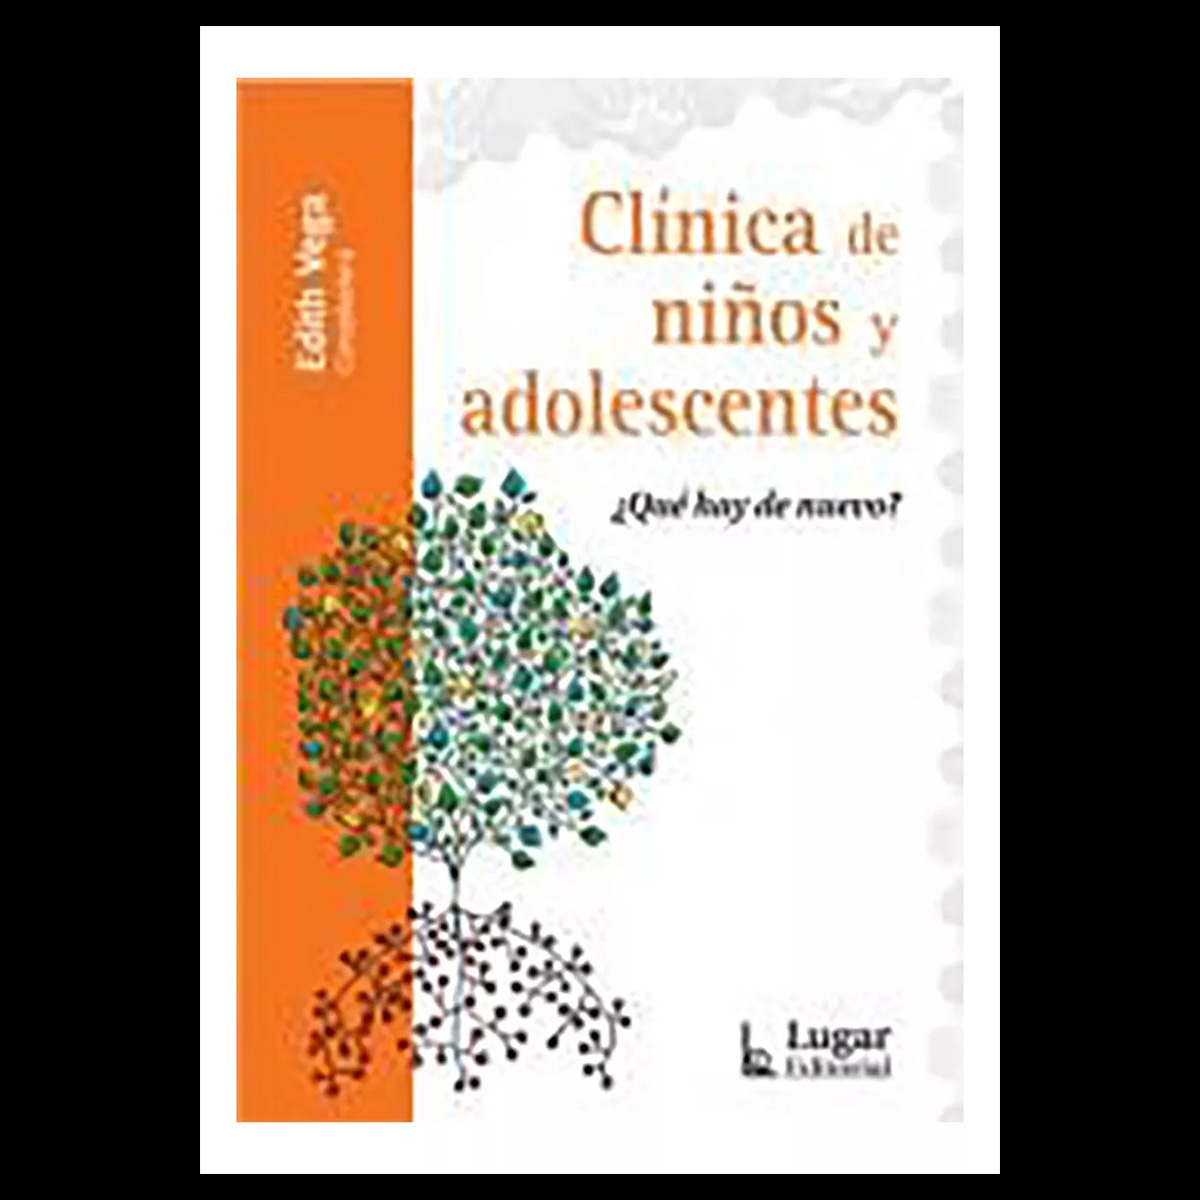 Clínica de
niños y
adolescentes
¿Qué hay de nuevo?
Edith Vega
Lugar
Editorial